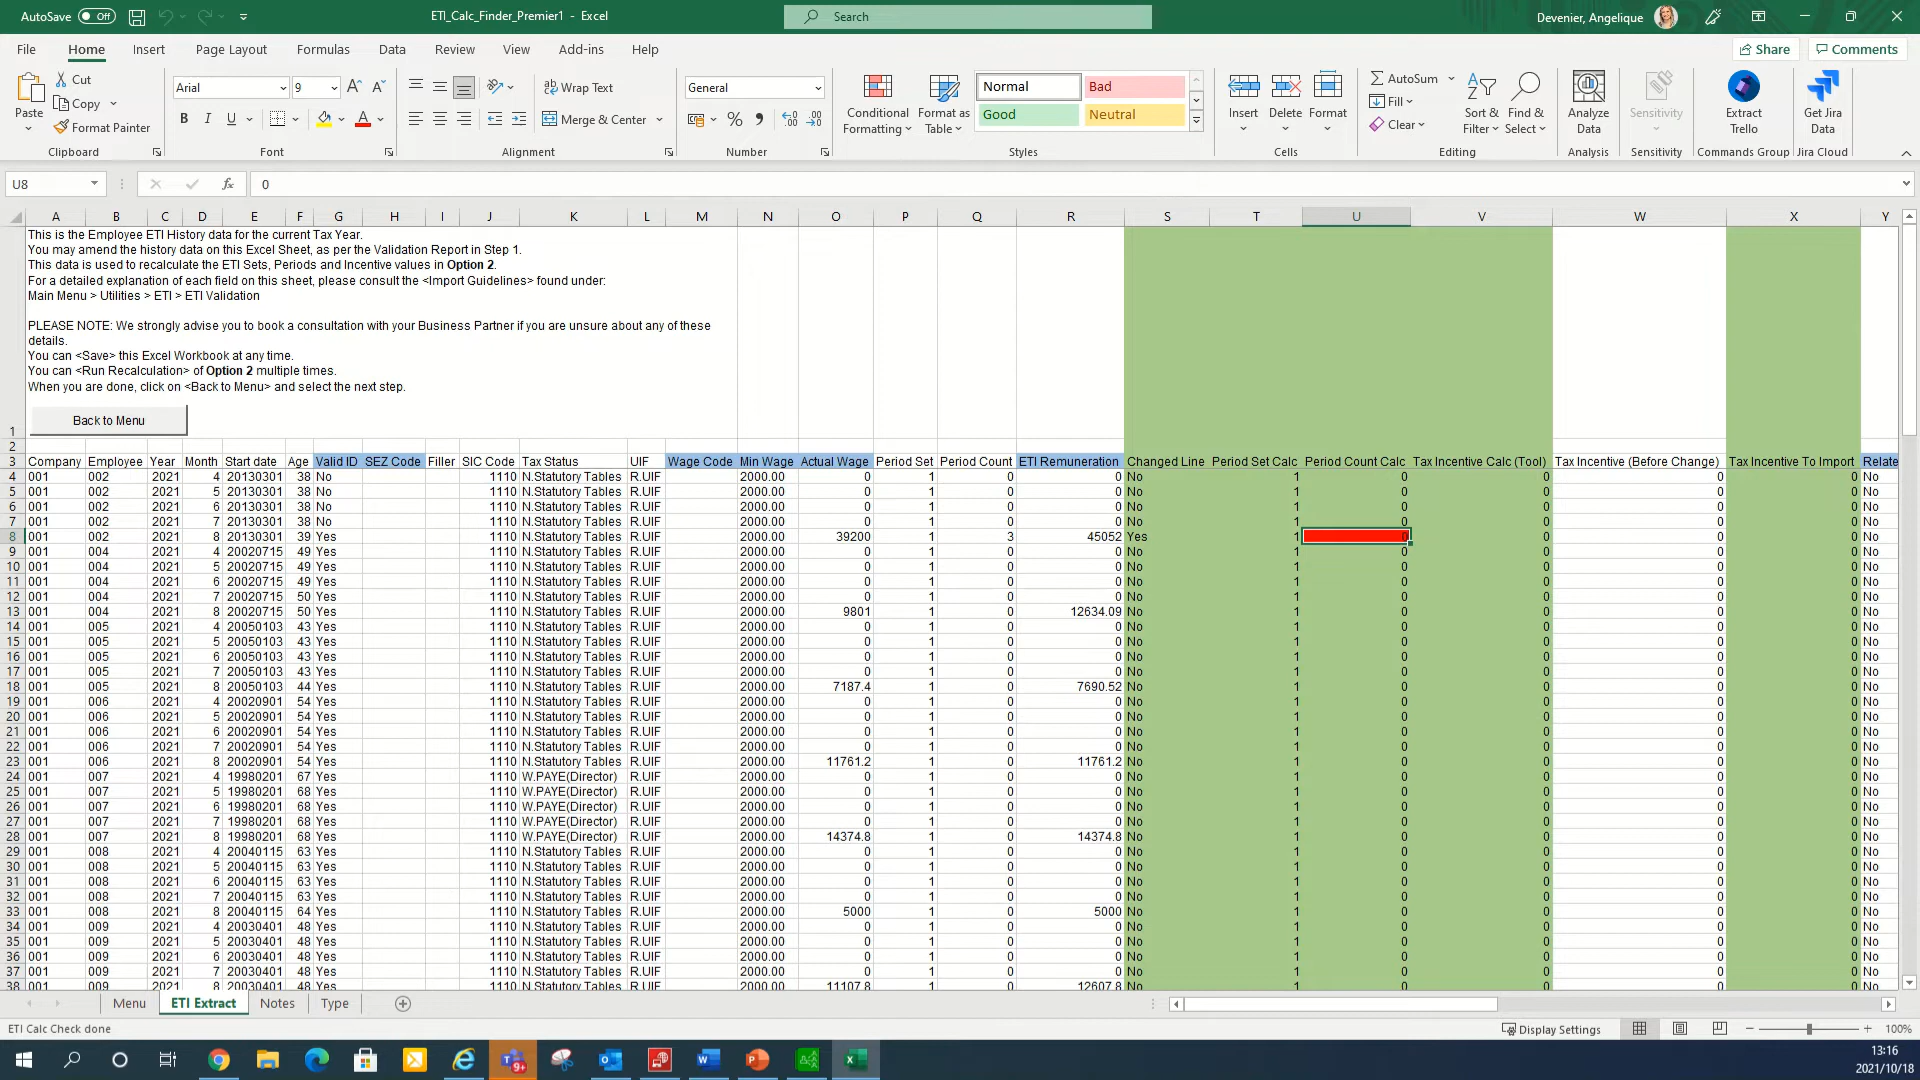 AutoSave Off ETI_Calc_Finder_Premier1 - Excel Search Devenier, Angelique
File Home Insert Page Layout Formulas Data Review View Add-ins Help Share Comments
Paste Cut Copy Format Painter Arial 9 B I U Wrap Text Merge & Center General % Conditional Formatting Format as Table Normal Bad Good Neutral Insert Delete Format AutoSum Fill Clear Sort & Filter Find & Select Analyze Data Sensitivity Extract Trello Get Jira Data
Clipboard Font Alignment Number Styles Cells Editing Analysis Sensitivity Commands Group Jira Cloud
U8 fx 0
A B C D E F G H I J K L M N O P Q R S T U V W X Y
This is the Employee ETI History data for the current Tax Year.
You may amend the history data on this Excel Sheet, as per the Validation Report in Step 1.
This data is used to recalculate the ETI Sets, Periods and Incentive values in Option 2.
For a detailed explanation of each field on this sheet, please consult the <Import Guidelines> found under:
Main Menu > Utilities > ETI > ETI Validation
PLEASE NOTE: We strongly advise you to book a consultation with your Business Partner if you are unsure about any of these
details.
You can <Save> this Excel Workbook at any time.
You can <Run Recalculation> of Option 2 multiple times.
When you are done, click on <Back to Menu> and select the next step.
Back to Menu
1
2
3 Company Employee Year Month Start date Age Valid ID SEZ Code Filler SIC Code Tax Status UIF Wage Code Min Wage Actual Wage Period Set Period Count ETI Remuneration Changed Line Period Set Calc Period Count Calc Tax Incentive Calc (Tool) Tax Incentive (Before Change) Tax Incentive To Import Relate
4 001 002 2021 4 20130301 38 No 1110 N.Statutory Tables R.UIF 2000.00 0 1 0 0 No 1 0 0 0 0 No
5 001 002 2021 5 20130301 38 No 1110 N.Statutory Tables R.UIF 2000.00 0 1 0 0 No 1 0 0 0 0 No
6 001 002 2021 6 20130301 38 No 1110 N.Statutory Tables R.UIF 2000.00 0 1 0 0 No 1 0 0 0 0 No
7 001 002 2021 7 20130301 38 No 1110 N.Statutory Tables R.UIF 2000.00 0 1 0 0 No 1 0 0 0 0 No
8 001 002 2021 8 20130301 39 Yes 1110 N.Statutory Tables R.UIF 2000.00 39200 1 3 45052 Yes 1 0 0 0 0 No
9 001 004 2021 4 20020715 49 Yes 1110 N.Statutory Tables R.UIF 2000.00 0 1 0 0 No 1 0 0 0 0 No
10 001 004 2021 5 20020715 49 Yes 1110 N.Statutory Tables R.UIF 2000.00 0 1 0 0 No 1 0 0 0 0 No
11 001 004 2021 6 20020715 49 Yes 1110 N.Statutory Tables R.UIF 2000.00 0 1 0 0 No 1 0 0 0 0 No
12 001 004 2021 7 20020715 50 Yes 1110 N.Statutory Tables R.UIF 2000.00 0 1 0 0 No 1 0 0 0 0 No
13 001 004 2021 8 20020715 50 Yes 1110 N.Statutory Tables R.UIF 2000.00 9801 1 0 12634.09 No 1 0 0 0 0 No
14 001 005 2021 4 20050103 43 Yes 1110 N.Statutory Tables R.UIF 2000.00 0 1 0 0 No 1 0 0 0 0 No
15 001 005 2021 5 20050103 43 Yes 1110 N.Statutory Tables R.UIF 2000.00 0 1 0 0 No 1 0 0 0 0 No
16 001 005 2021 6 20050103 43 Yes 1110 N.Statutory Tables R.UIF 2000.00 0 1 0 0 No 1 0 0 0 0 No
17 001 005 2021 7 20050103 43 Yes 1110 N.Statutory Tables R.UIF 2000.00 0 1 0 0 No 1 0 0 0 0 No
18 001 005 2021 8 20050103 44 Yes 1110 N.Statutory Tables R.UIF 2000.00 7187.4 1 0 7690.52 No 1 0 0 0 0 No
19 001 006 2021 4 20020901 54 Yes 1110 N.Statutory Tables R.UIF 2000.00 0 1 0 0 No 1 0 0 0 0 No
20 001 006 2021 5 20020901 54 Yes 1110 N.Statutory Tables R.UIF 2000.00 0 1 0 0 No 1 0 0 0 0 No
21 001 006 2021 6 20020901 54 Yes 1110 N.Statutory Tables R.UIF 2000.00 0 1 0 0 No 1 0 0 0 0 No
22 001 006 2021 7 20020901 54 Yes 1110 N.Statutory Tables R.UIF 2000.00 0 1 0 0 No 1 0 0 0 0 No
23 001 006 2021 8 20020901 54 Yes 1110 N.Statutory Tables R.UIF 2000.00 11761.2 1 0 11761.2 No 1 0 0 0 0 No
24 001 007 2021 4 19980201 67 Yes 1110 W.PAYE(Director) R.UIF 2000.00 0 1 0 0 No 1 0 0 0 0 No
25 001 007 2021 5 19980201 68 Yes 1110 W.PAYE(Director) R.UIF 2000.00 0 1 0 0 No 1 0 0 0 0 No
26 001 007 2021 6 19980201 68 Yes 1110 W.PAYE(Director) R.UIF 2000.00 0 1 0 0 No 1 0 0 0 0 No
27 001 007 2021 7 19980201 68 Yes 1110 W.PAYE(Director) R.UIF 2000.00 0 1 0 0 No 1 0 0 0 0 No
28 001 007 2021 8 19980201 68 Yes 1110 W.PAYE(Director) R.UIF 2000.00 14374.8 1 0 14374.8 No 1 0 0 0 0 No
29 001 008 2021 4 20040115 63 Yes 1110 N.Statutory Tables R.UIF 2000.00 0 1 0 0 No 1 0 0 0 0 No
30 001 008 2021 5 20040115 63 Yes 1110 N.Statutory Tables R.UIF 2000.00 0 1 0 0 No 1 0 0 0 0 No
31 001 008 2021 6 20040115 63 Yes 1110 N.Statutory Tables R.UIF 2000.00 0 1 0 0 No 1 0 0 0 0 No
32 001 008 2021 7 20040115 63 Yes 1110 N.Statutory Tables R.UIF 2000.00 0 1 0 0 No 1 0 0 0 0 No
33 001 008 2021 8 20040115 64 Yes 1110 N.Statutory Tables R.UIF 2000.00 5000 1 0 5000 No 1 0 0 0 0 No
34 001 009 2021 4 20030401 48 Yes 1110 N.Statutory Tables R.UIF 2000.00 0 1 0 0 No 1 0 0 0 0 No
35 001 009 2021 5 20030401 48 Yes 1110 N.Statutory Tables R.UIF 2000.00 0 1 0 0 No 1 0 0 0 0 No
36 001 009 2021 6 20030401 48 Yes 1110 N.Statutory Tables R.UIF 2000.00 0 1 0 0 No 1 0 0 0 0 No
37 001 009 2021 7 20030401 48 Yes 1110 N.Statutory Tables R.UIF 2000.00 0 1 0 0 No 1 0 0 0 0 No
38 001 009 2021 8 20030401 48 Yes 1110 N.Statutory Tables R.UIF 2000.00 11107.8 1 0 12607.8 No 1 0 0 0 0 No
Menu ETI Extract Notes Type
ETI Calc Check done Display Settings 100%
9+
13:16
2021/10/18